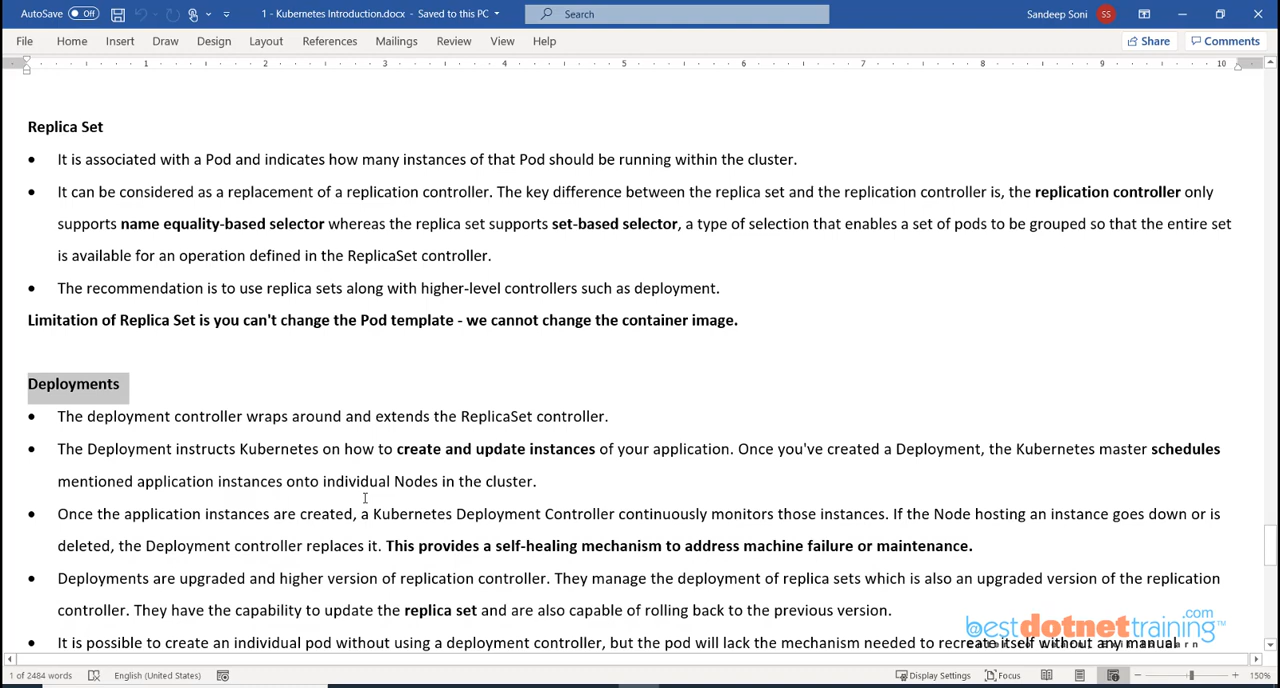 AutoSave Off 1 - Kubernetes Introduction.docx - Saved to this PC Search Sandeep Soni SS
File Home Insert Draw Design Layout References Mailings Review View Help Share Comments
1 2 3 4 5 6 7 8 9 10
Replica Set
• It is associated with a Pod and indicates how many instances of that Pod should be running within the cluster.
• It can be considered as a replacement of a replication controller. The key difference between the replica set and the replication controller is, the replication controller only
supports name equality-based selector whereas the replica set supports set-based selector, a type of selection that enables a set of pods to be grouped so that the entire set
is available for an operation defined in the ReplicaSet controller.
• The recommendation is to use replica sets along with higher-level controllers such as deployment.
Limitation of Replica Set is you can't change the Pod template - we cannot change the container image.
Deployments
• The deployment controller wraps around and extends the ReplicaSet controller.
• The Deployment instructs Kubernetes on how to create and update instances of your application. Once you've created a Deployment, the Kubernetes master schedules
mentioned application instances onto individual Nodes in the cluster.
• Once the application instances are created, a Kubernetes Deployment Controller continuously monitors those instances. If the Node hosting an instance goes down or is
deleted, the Deployment controller replaces it. This provides a self-healing mechanism to address machine failure or maintenance.
• Deployments are upgraded and higher version of replication controller. They manage the deployment of replica sets which is also an upgraded version of the replication
controller. They have the capability to update the replica set and are also capable of rolling back to the previous version.
• It is possible to create an individual pod without using a deployment controller, but the pod will lack the mechanism needed to recreate itself without any manual
@bestdotnettraining.com™
1 of 2484 words English (United States) Display Settings Focus 150%